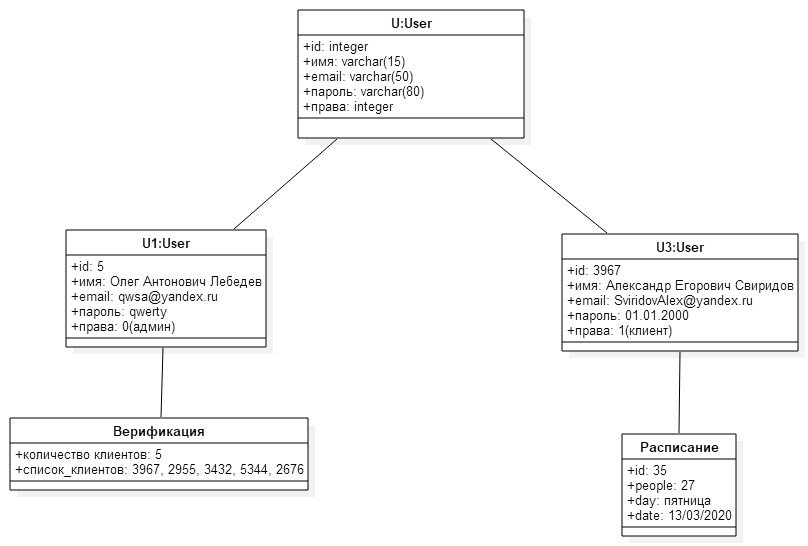 U:User
+id: integer
+имя: varchar(15)
+email: varchar(50)
+пароль: varchar(80)
+права: integer
U1:User
+id: 5
+имя: Олег Антонович Лебедев
+email: qwsa@yandex.ru
+пароль: qwerty
+права: 0(админ)
U3:User
+id: 3967
+имя: Александр Егорович Свиридов
+email: SviridovAlex@yandex.ru
+пароль: 01.01.2000
+права: 1(клиент)
Верификация
+количество клиентов: 5
+список_клиентов: 3967, 2955, 3432, 5344, 2676
Расписание
+id: 35
+people: 27
+day: пятница
+date: 13/03/2020